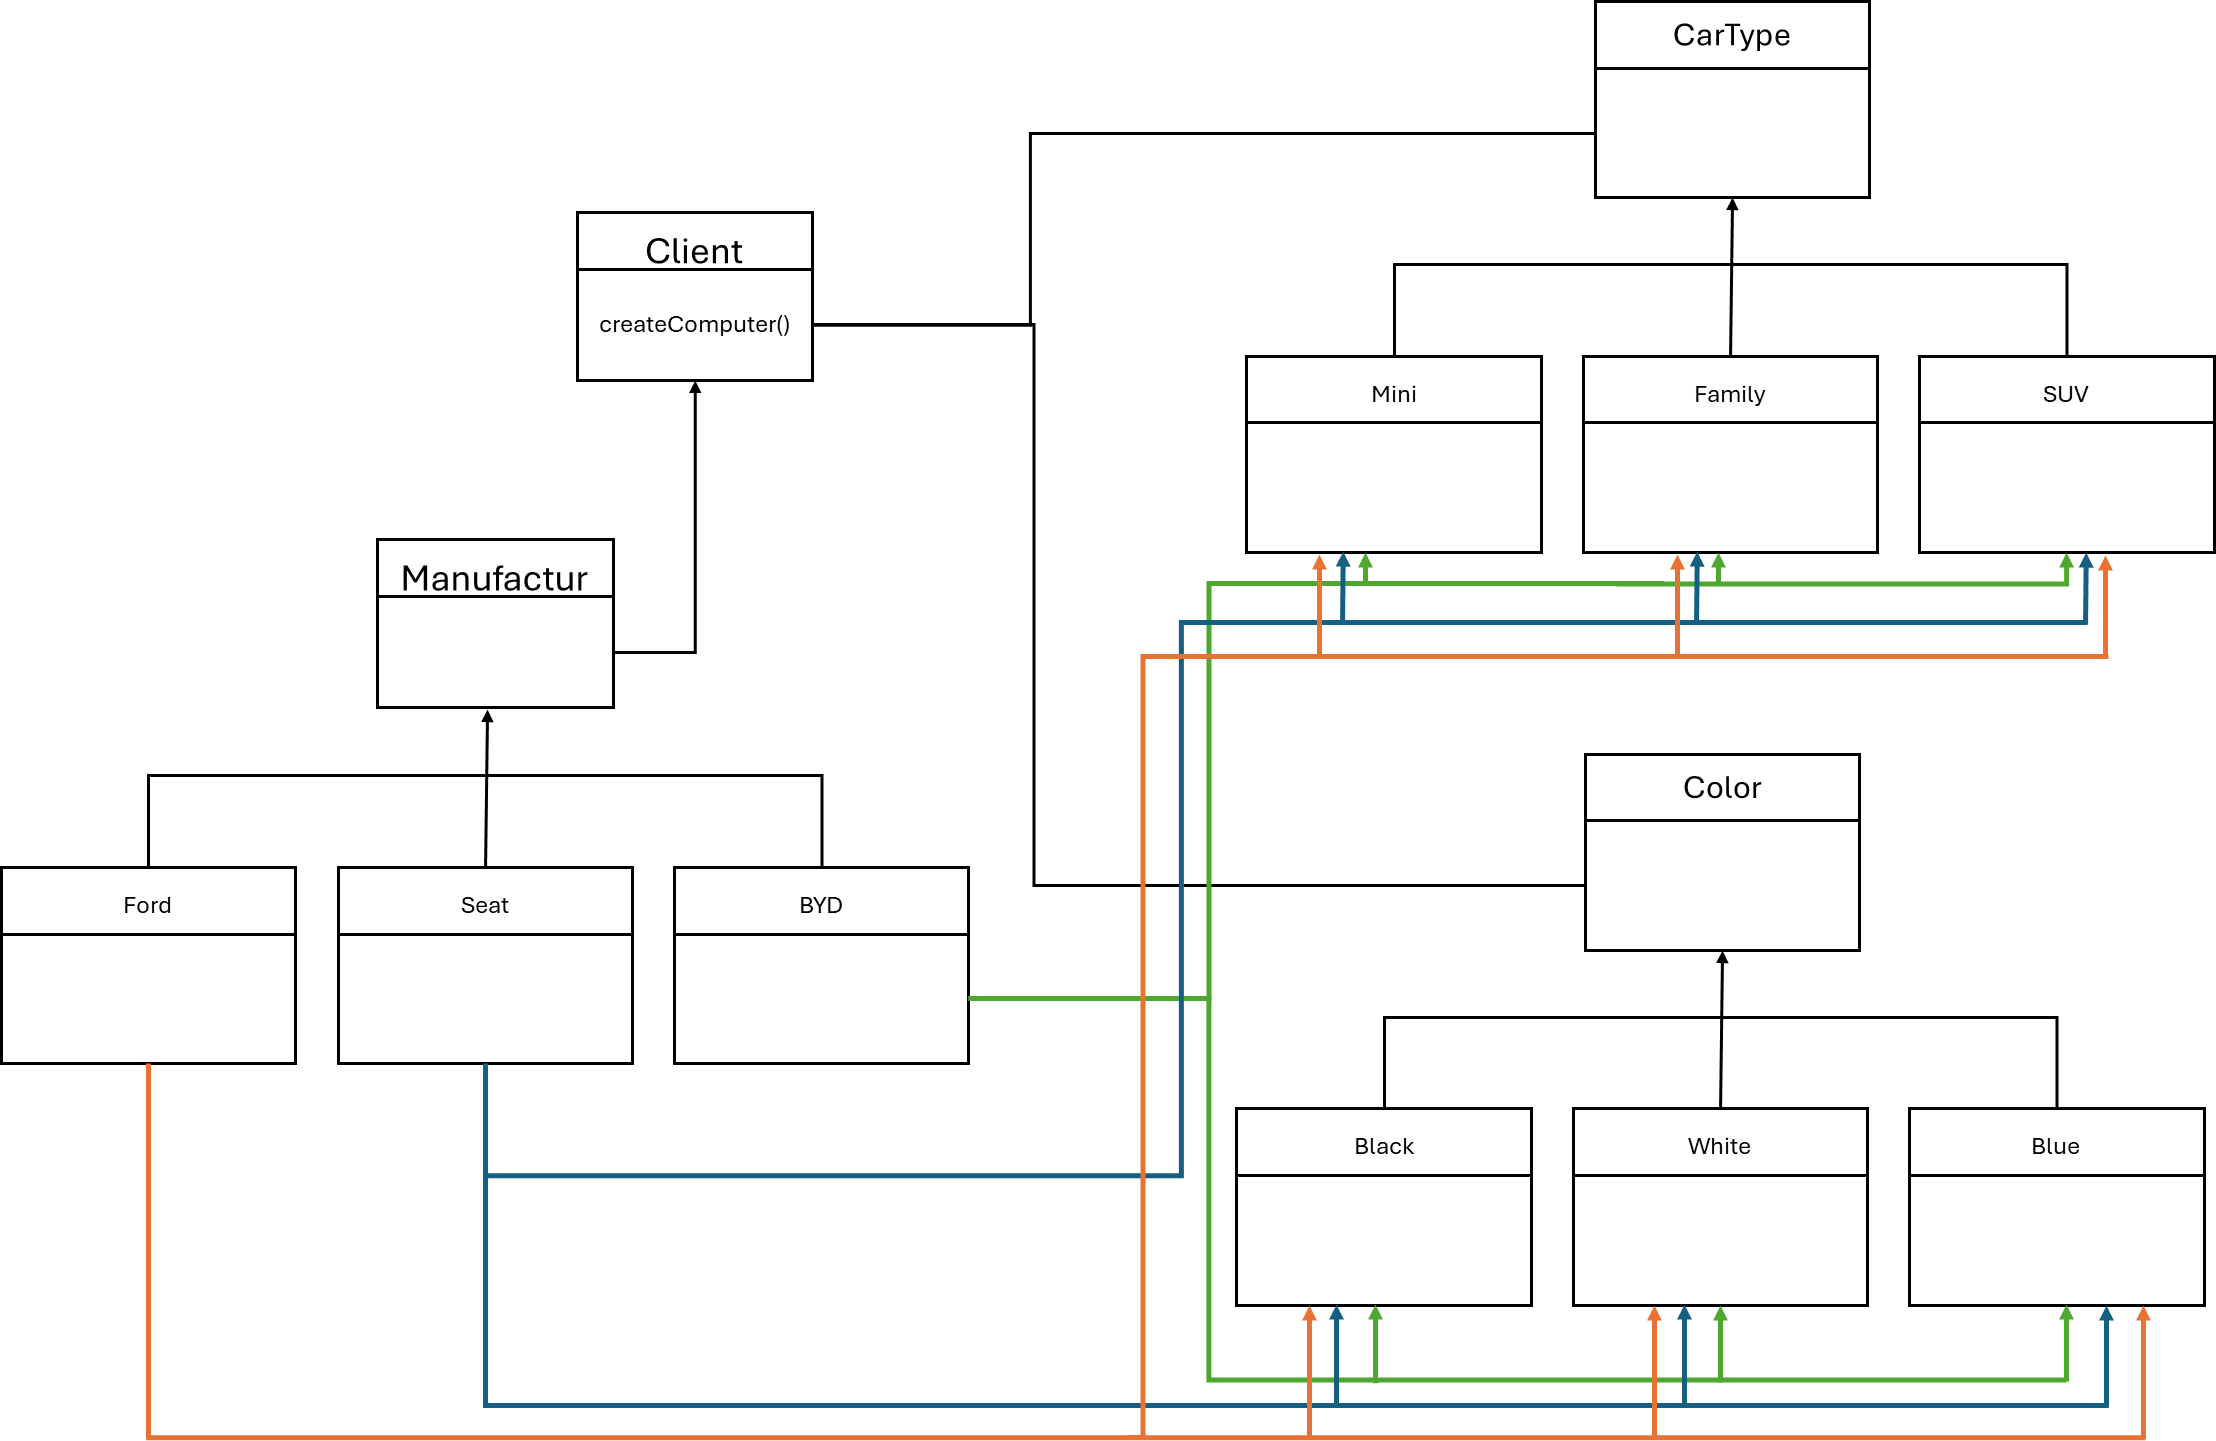 CarType
Client
createComputer()
Mini
Family
SUV
Manufactur
Color
Ford
Seat
BYD
Black
White
Blue